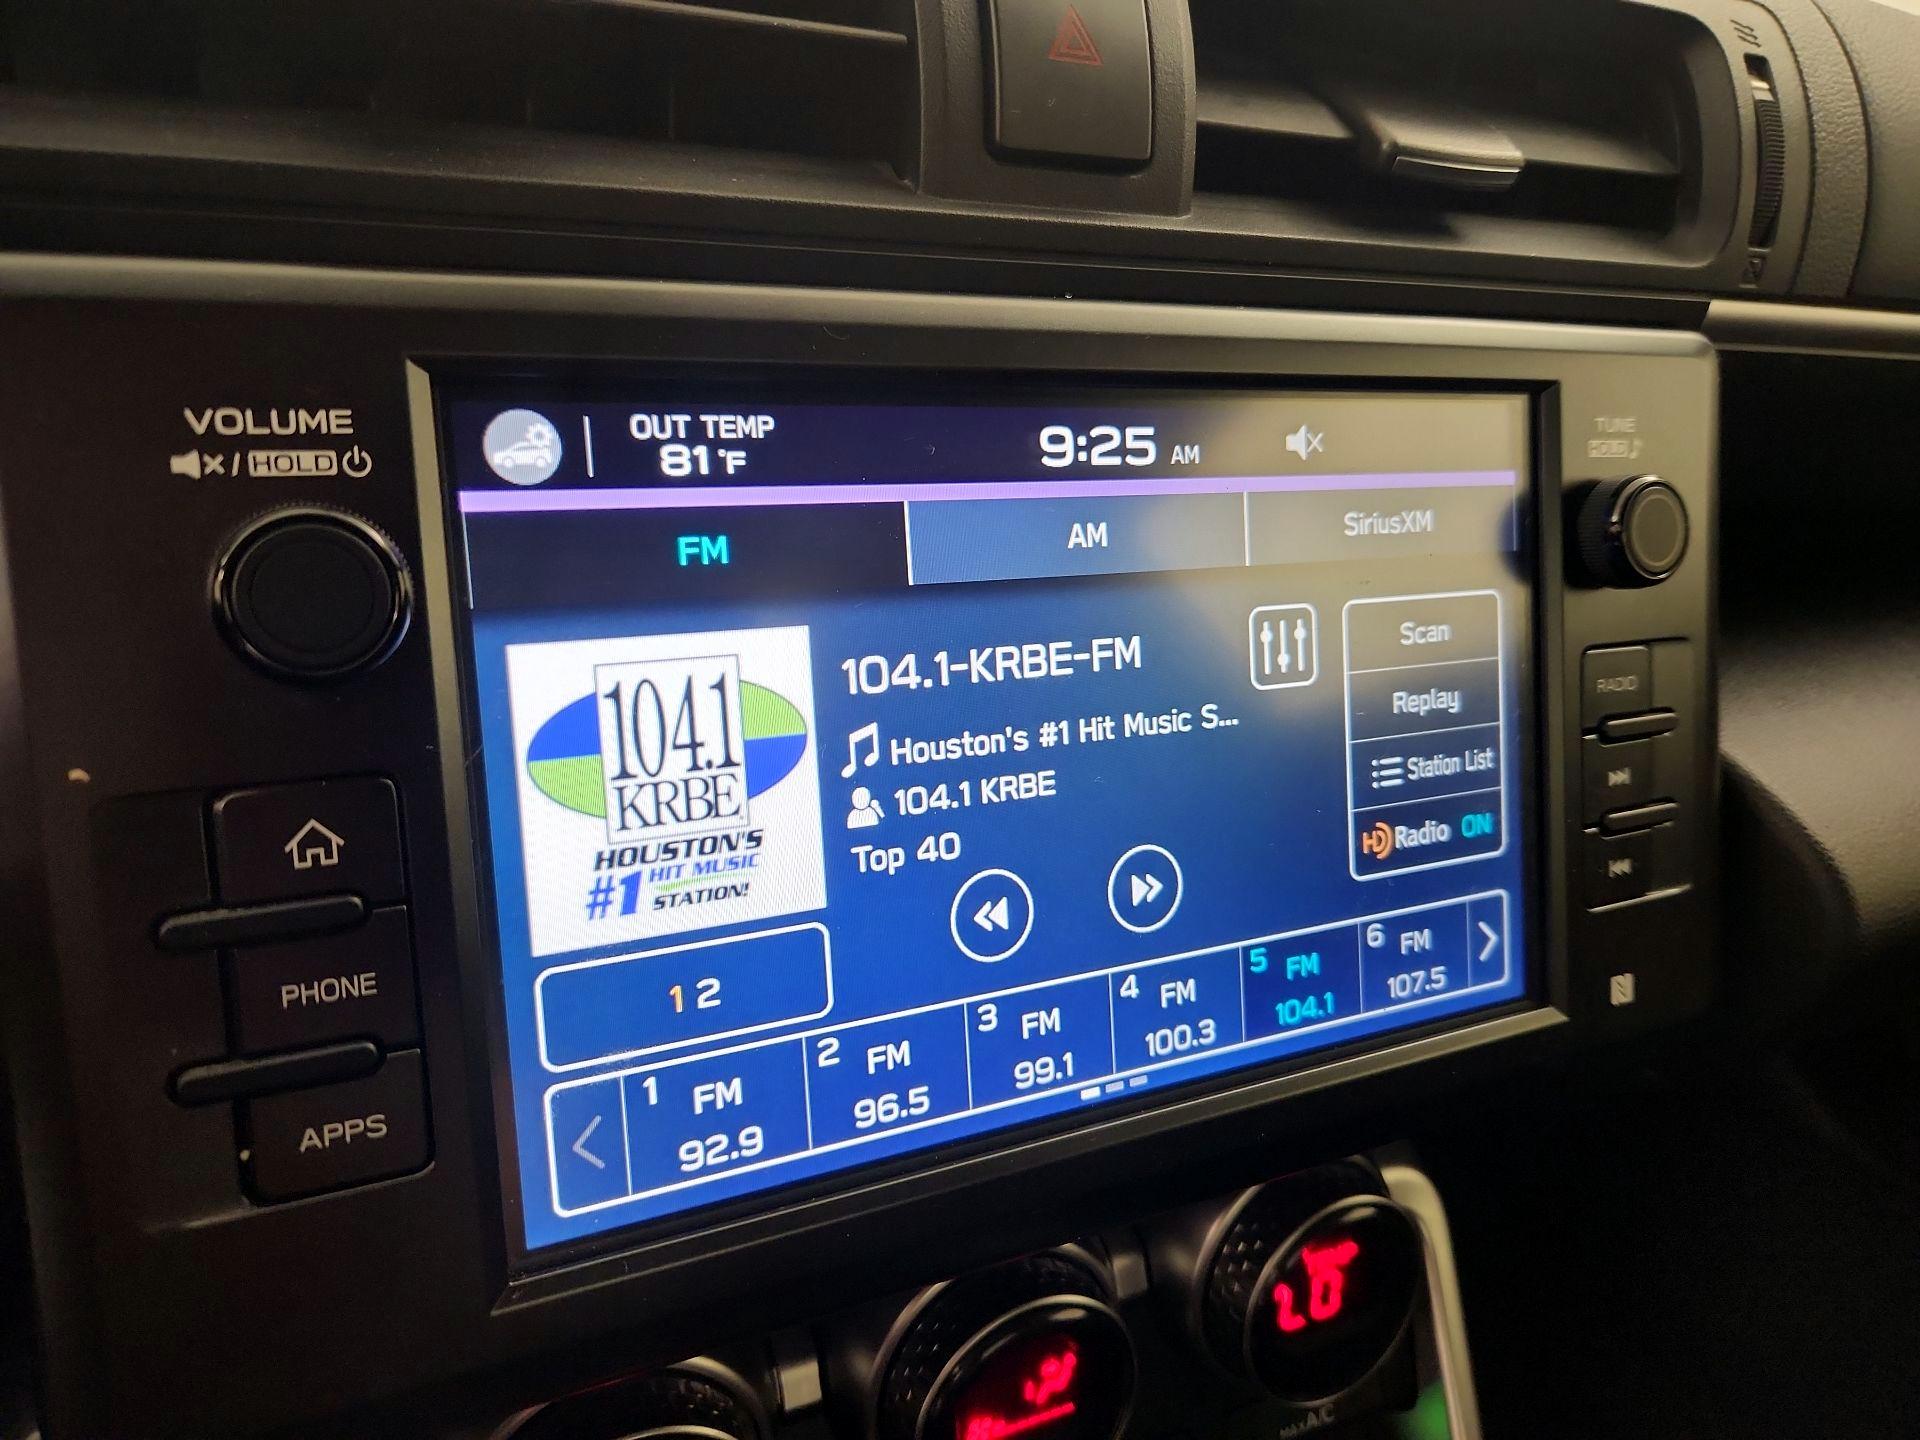 VOLUME
/ HOLD
TUNE
HOLD
OUT TEMP
81°F
9:25 AM
FM
AM
SiriusXM
104.1
KRBE
HOUSTON'S
#1 HIT MUSIC
STATION!
104.1-KRBE-FM
Houston's #1 Hit Music S...
104.1 KRBE
Top 40
Scan
Replay
Station List
HD Radio ON
1 2
1 FM
92.9
2 FM
96.5
3 FM
99.1
4 FM
100.3
5 FM
104.1
6 FM
107.5
PHONE
APPS
RADIO
MAX A/C